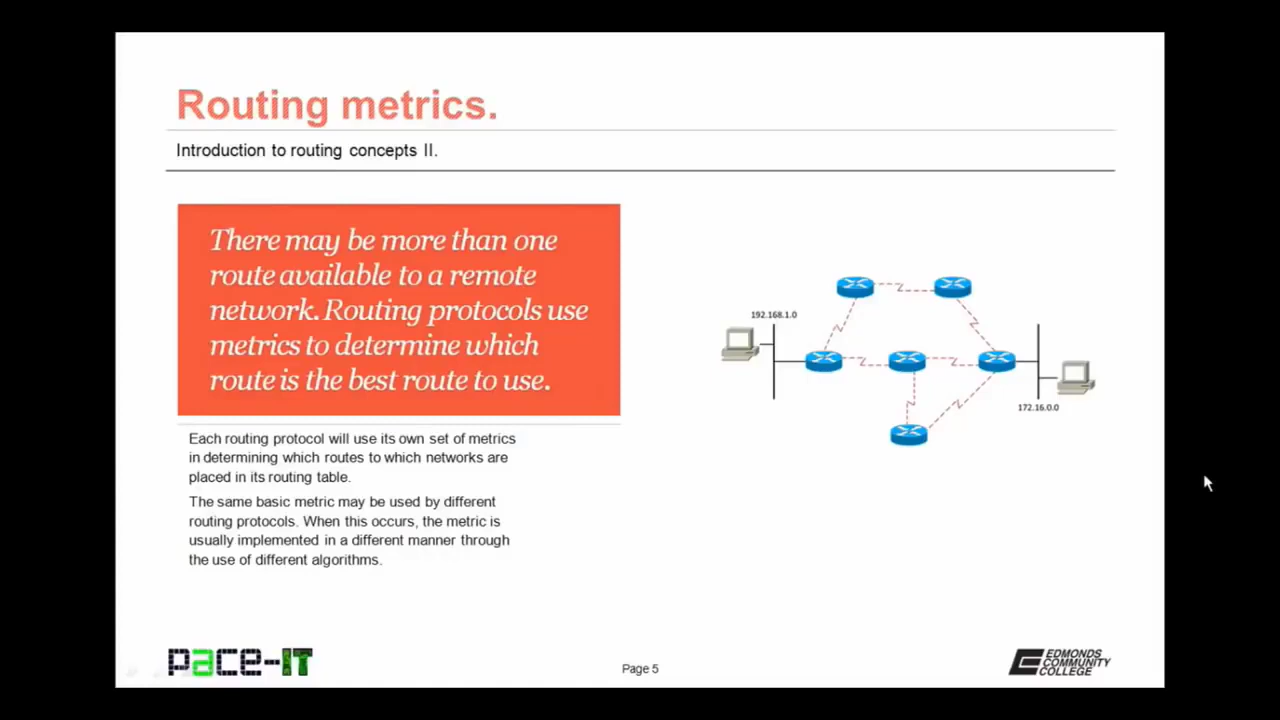 Routing metrics.
Introduction to routing concepts II.
There may be more than one
route available to a remote
network. Routing protocols use
metrics to determine which
route is the best route to use.
Each routing protocol will use its own set of metrics
in determining which routes to which networks are
placed in its routing table.
The same basic metric may be used by different
routing protocols. When this occurs, the metric is
usually implemented in a different manner through
the use of different algorithms.
192.168.1.0
172.16.0.0
pace-IT
Page 5
EDMONDS
COMMUNITY
COLLEGE